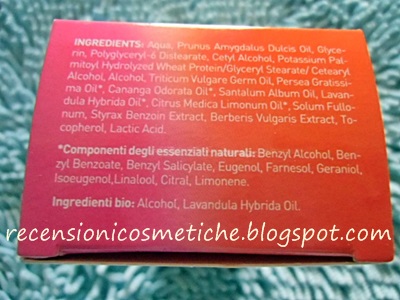 INGREDIENTS: Aqua, Prunus Amygdalus Dulcis Oil, Glyce-
rin, Polyglyceryl-6 Distearate, Cetyl Alcohol, Potassium Pal-
mitoyl Hydrolyzed Wheat Protein/Glyceryl Stearate/ Cetearyl
Alcohol, Alcohol, Triticum Vulgare Germ Oil, Persea Gratissi-
ma Oil*, Cananga Odorata Oil*, Santalum Album Oil, Lavan-
dula Hybrida Oil*, Citrus Medica Limonum Oil*, Solum Fullo-
num, Styrax Benzoin Extract, Berberis Vulgaris Extract, To-
copherol, Lactic Acid.
*Componenti degli essenziali naturali: Benzyl Alcohol, Ben-
zyl Benzoate, Benzyl Salicylate, Eugenol, Farnesol, Geraniol,
Isoeugenol,Linalool, Citral, Limonene.
Ingredienti bio: Alcohol, Lavandula Hybrida Oil.
recensionicosmetiche.blogspot.com